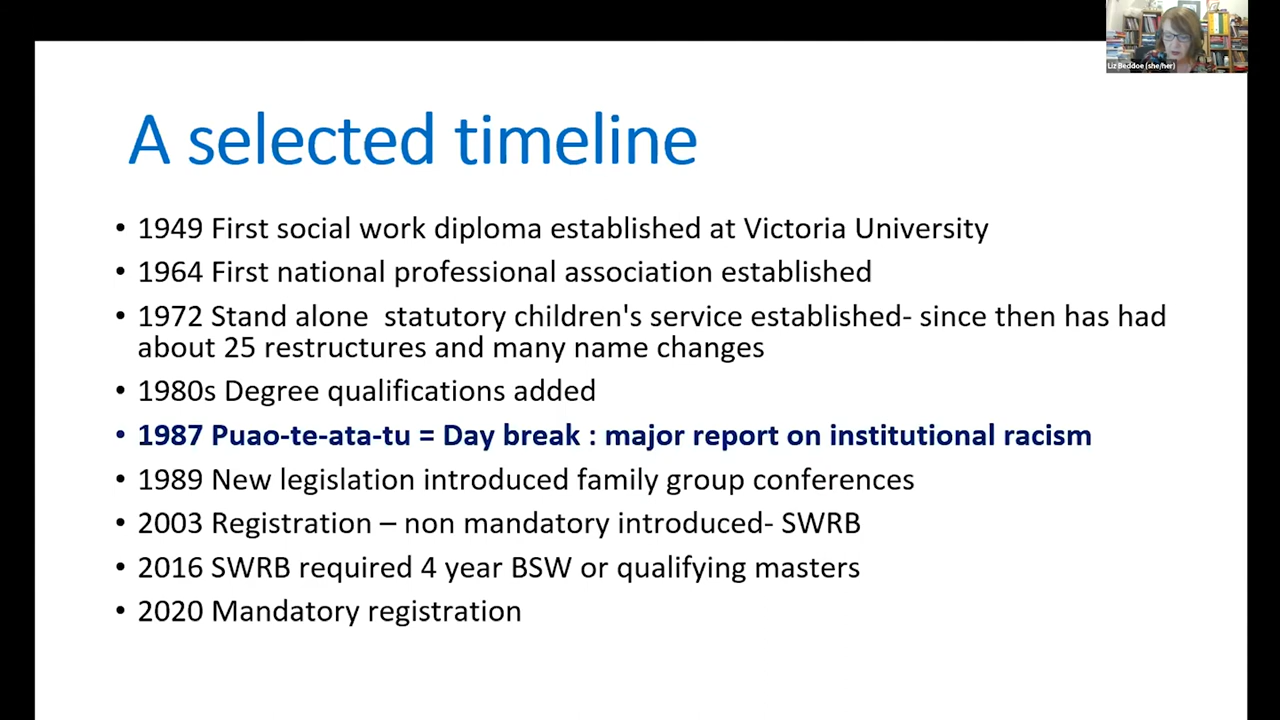 Liz Beddoe (she/her)
A selected timeline
• 1949 First social work diploma established at Victoria University
• 1964 First national professional association established
• 1972 Stand alone  statutory children's service established- since then has had
about 25 restructures and many name changes
• 1980s Degree qualifications added
• 1987 Puao-te-ata-tu = Day break : major report on institutional racism
• 1989 New legislation introduced family group conferences
• 2003 Registration – non mandatory introduced- SWRB
• 2016 SWRB required 4 year BSW or qualifying masters
• 2020 Mandatory registration